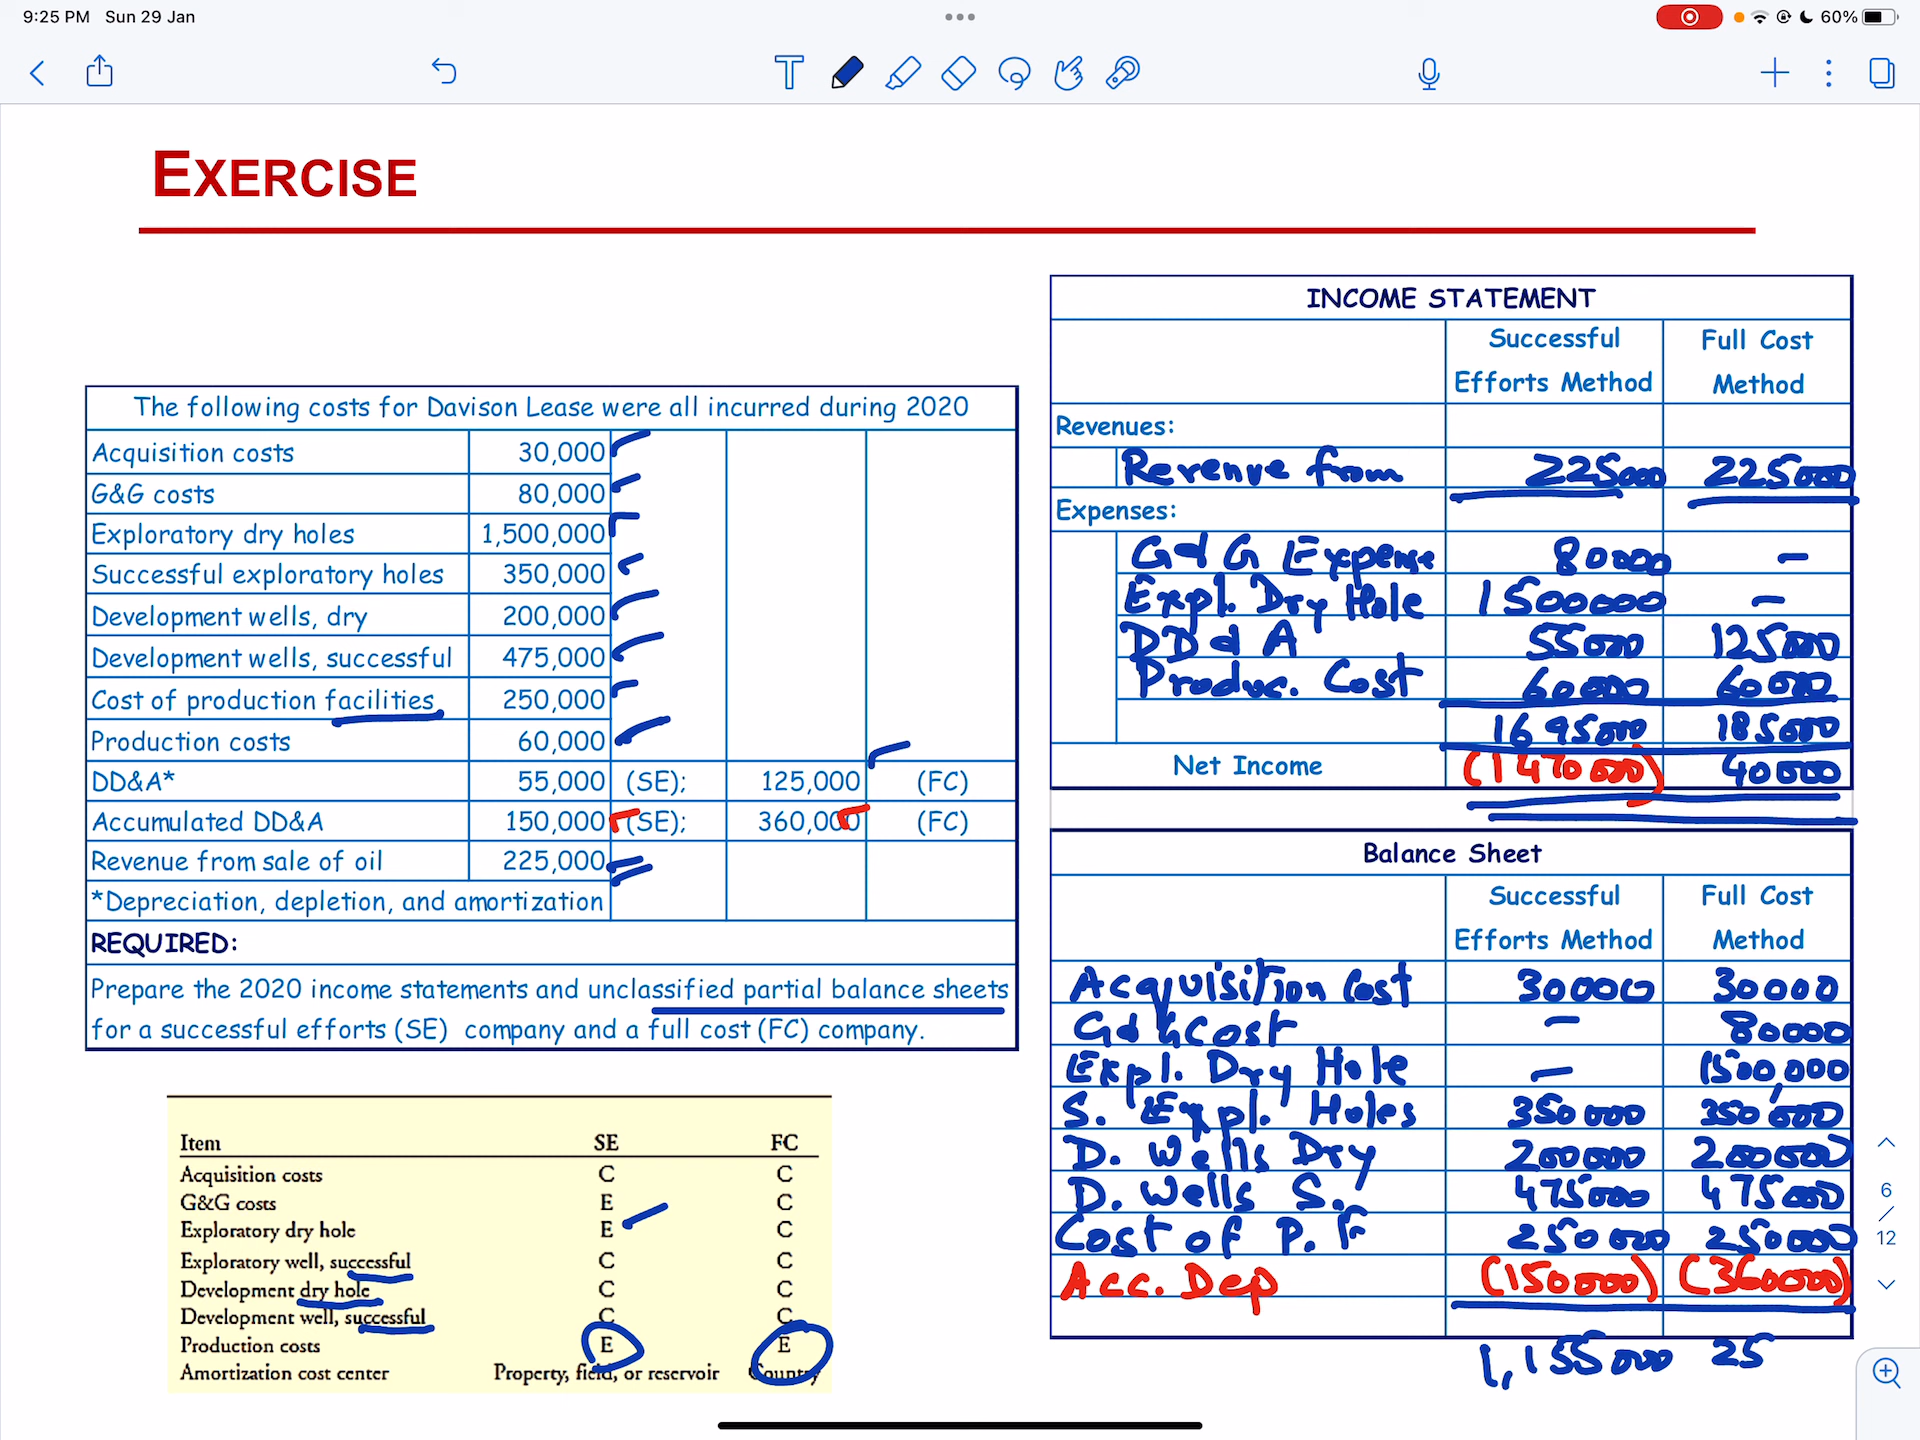 9:25 PM Sun 29 Jan
60%
EXERCISE
The following costs for Davison Lease were all incurred during 2020
Acquisition costs 30,000
G&G costs 80,000
Exploratory dry holes 1,500,000
Successful exploratory holes 350,000
Development wells, dry 200,000
Development wells, successful 475,000
Cost of production facilities 250,000
Production costs 60,000
DD&A* 55,000 (SE); 125,000 (FC)
Accumulated DD&A 150,000 (SE); 360,000 (FC)
Revenue from sale of oil 225,000
*Depreciation, depletion, and amortization
REQUIRED:
Prepare the 2020 income statements and unclassified partial balance sheets
for a successful efforts (SE) company and a full cost (FC) company.
Item SE FC
Acquisition costs C C
G&G costs E C
Exploratory dry hole E C
Exploratory well, successful C C
Development dry hole C C
Development well, successful C C
Production costs E E
Amortization cost center Property, field, or reservoir Country
INCOME STATEMENT
Successful Efforts Method Full Cost Method
Revenues:
Revenue from 225000 225000
Expenses:
G&G Expense 80000 -
Expl. Dry Hole 1500000 -
DD&A 55000 125000
Produc. Cost 60000 60000
1695000 185000
Net Income (1470000) 40000
Balance Sheet
Successful Efforts Method Full Cost Method
Acquisition Cost 30000 30000
G&G Cost - 80000
Expl. Dry Hole - 1500,000
S. Expl. Holes 350000 350,000
D. Wells Dry 200000 200000
D. Wells S. 475000 475000
Cost of P. F 250000 250000
Acc. Dep (150000) (360000)
1,155000 25
6
/
12